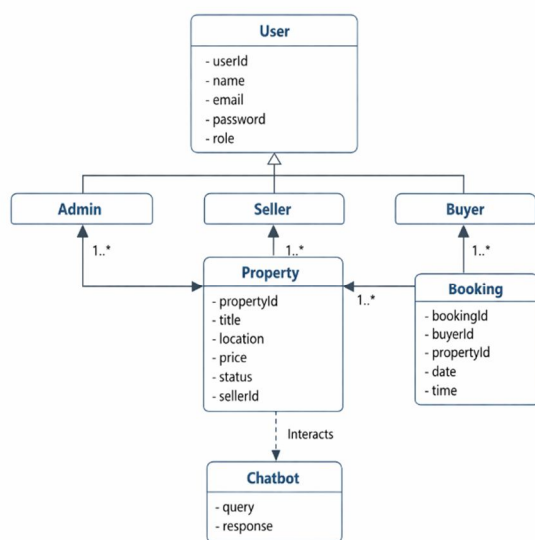 User
- userId
- name
- email
- password
- role
Admin
Seller
Buyer
1..*
1..*
1..*
Property
- propertyId
- title
- location
- price
- status
- sellerId
1..*
Booking
- bookingId
- buyerId
- propertyId
- date
- time
Interacts
Chatbot
- query
- response